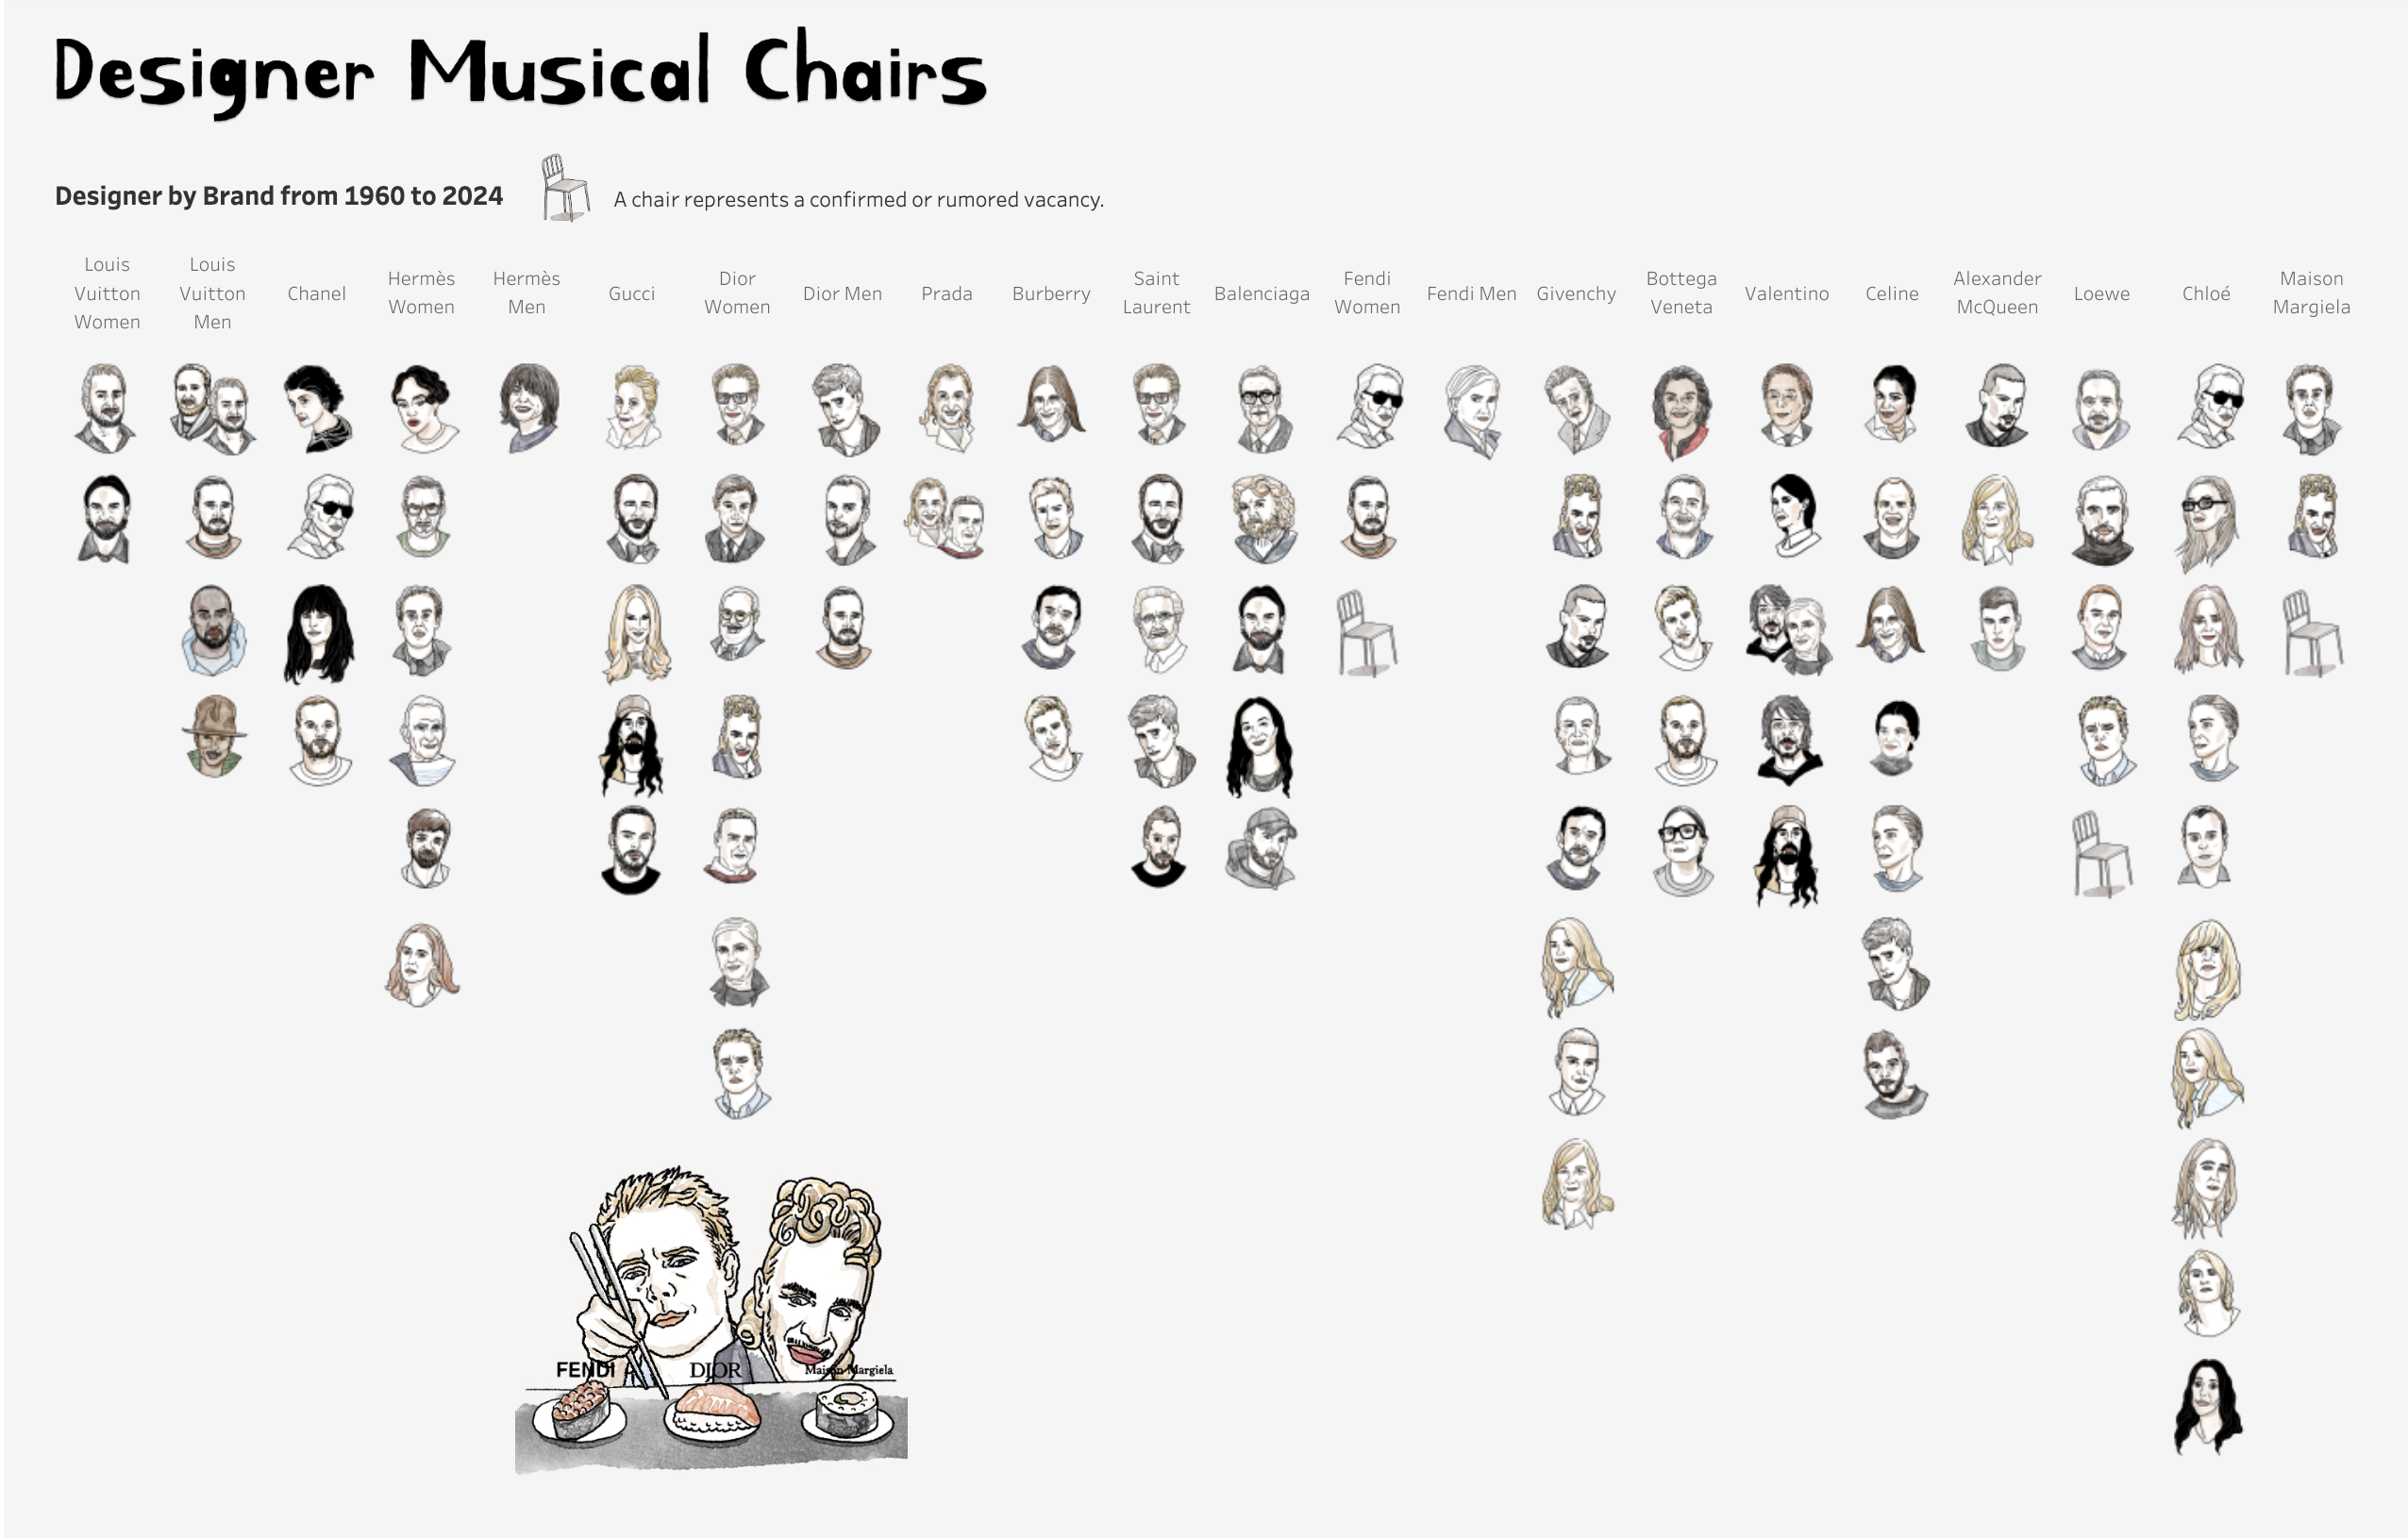 Designer Musical Chairs
Designer by Brand from 1960 to 2024
A chair represents a confirmed or rumored vacancy.
Louis
Vuitton
Women
Louis
Vuitton
Men
Chanel
Hermès
Women
Hermès
Men
Gucci
Dior
Women
Dior Men
Prada
Burberry
Saint
Laurent
Balenciaga
Fendi
Women
Fendi Men
Givenchy
Bottega
Veneta
Valentino
Celine
Alexander
McQueen
Loewe
Chloé
Maison
Margiela
FENDI
DIOR
Maison Margiela